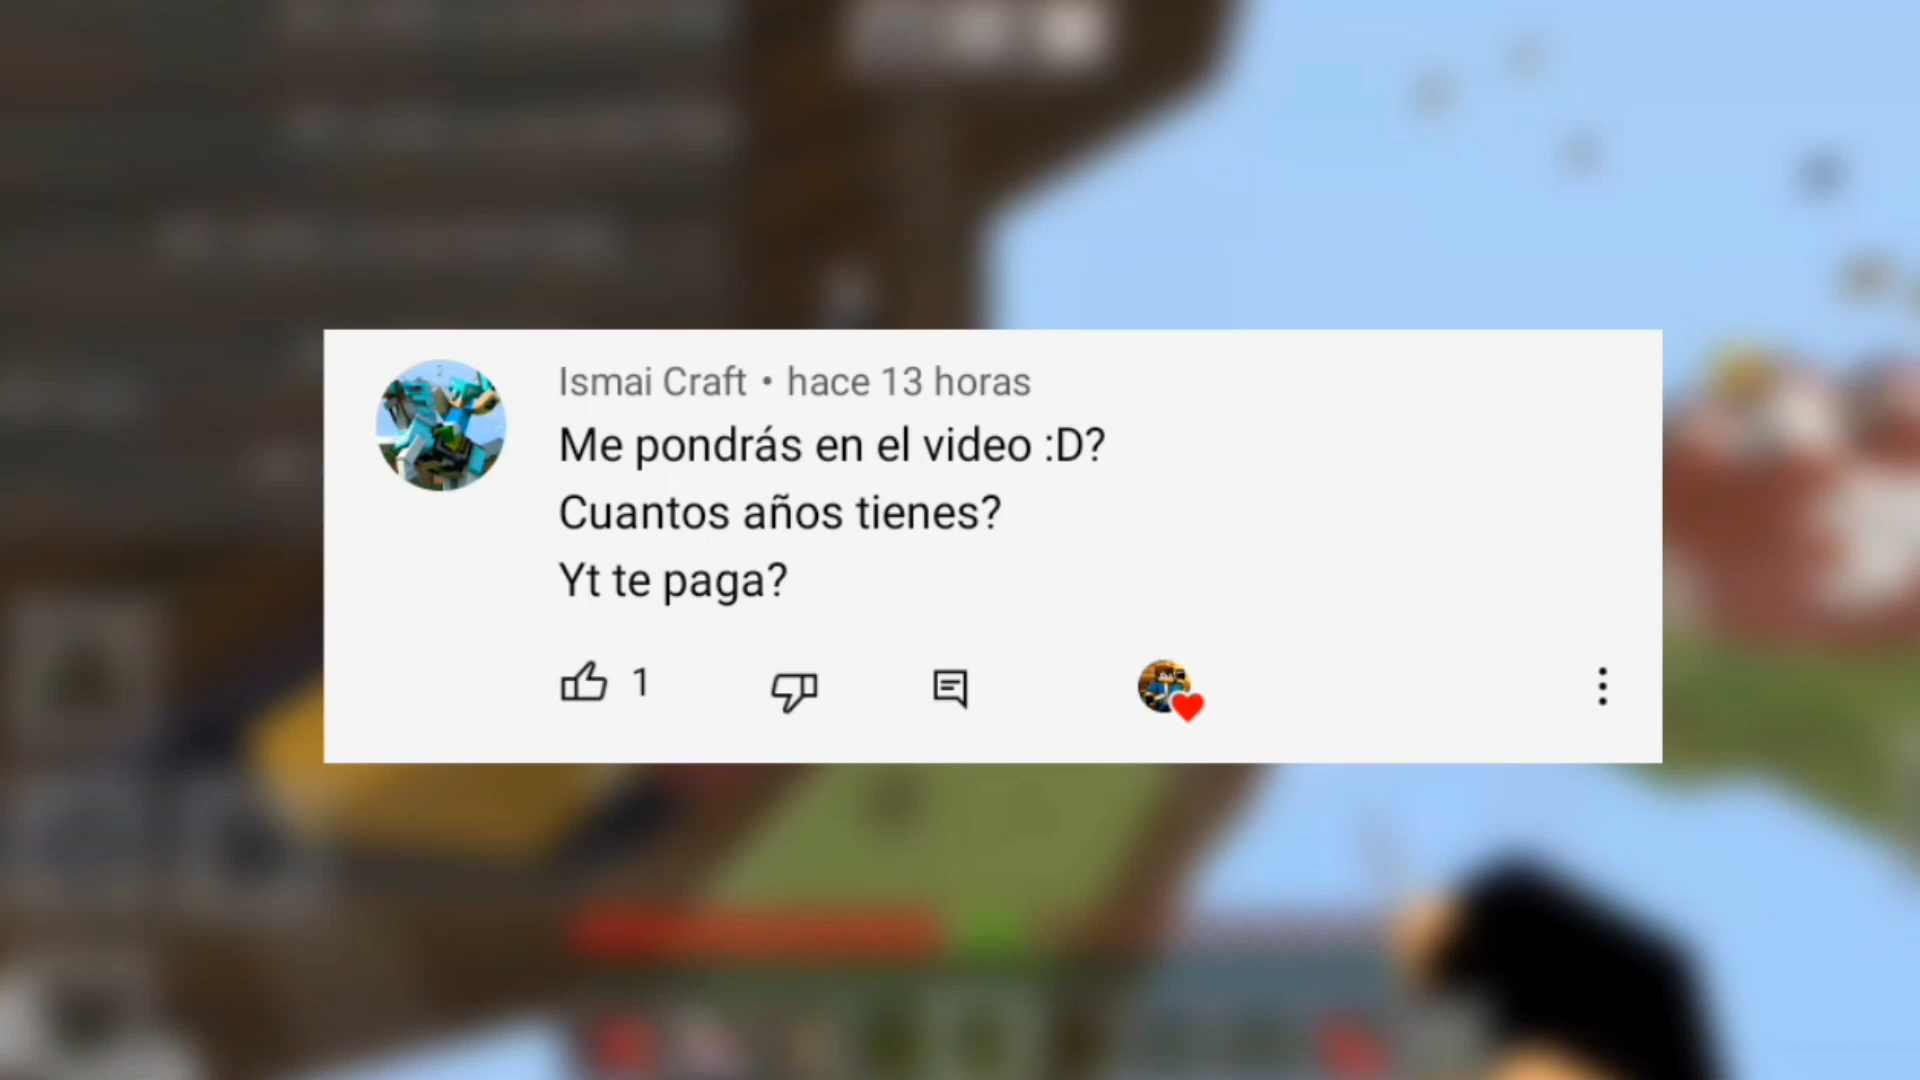 Ismai Craft • hace 13 horas
Me pondrás en el video :D?
Cuantos años tienes?
Yt te paga?
1